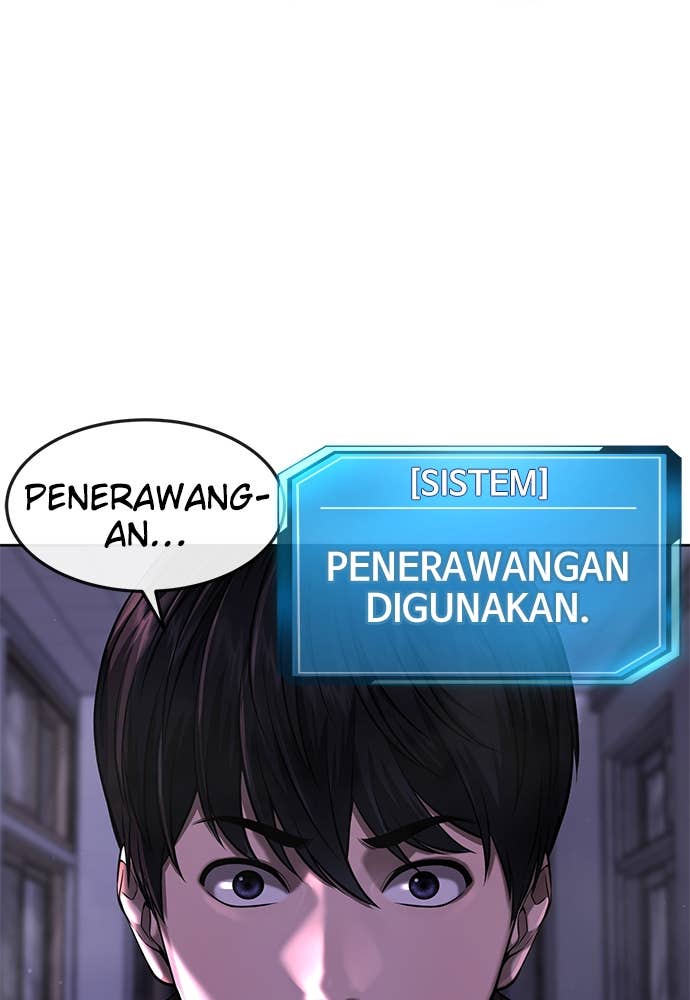 PENERAWANG-
AN...
[SISTEM]
PENERAWANGAN
DIGUNAKAN.